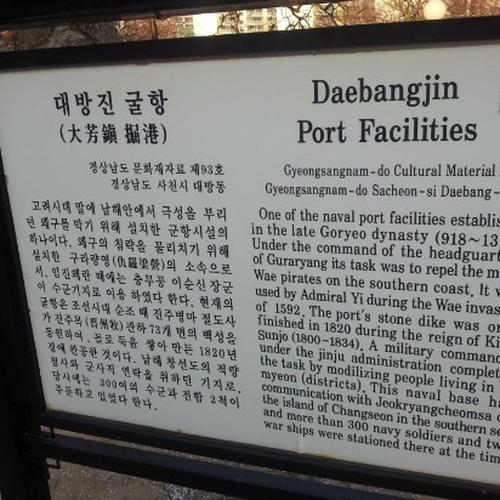 대방진 굴항
(大芳鎭 掘港)
경상남도 문화재자료 제93호
경상남도 사천시 대방동
고려시대 말에 남해안에서 극성을 부리
던 왜구를 막기 위해 설치한 군항시설의
하나이다. 왜구의 침략을 물리치기 위해
설치한 구라량영(仇羅梁營)의 소속으로
서, 임진왜란 때에는 충무공 이순신 장군
이 수군기지로 이용 하였다 한다. 현재의
굴항은 조선시대 순조 때 진주병마 절도사
가 진주목(晋州牧) 관하 73개 면의 백성을
동원하여, 돌로 둑을 쌓아 만든 1820년
경에 완공한 것이다. 남해 창선도의 적량
첨사와 군사적 연락을 위하던 기지로,
당시에는 300여의 수군과 전함 2척이
주둔하고 있었다 한다.
Daebangjin
Port Facilities
Gyeongsangnam-do Cultural Material
Gyeongsangnam-do Sacheon-si Daebang-
One of the naval port facilities establis
in the late Goryeo dynasty (918~13
Under the command of the headguart
of Guraryang its task was to repel the m
Wae pirates on the southern coast. It w
used by Admiral Yi during the Wae invas
of 1592. The port's stone dike was or
finished in 1820 during the reign of Ki
Sunjo (1800-1834). A military command
under the jinju administration complet
the task by modilizing people living in
myeon (districts). This naval base ha
communication with Jeokryangcheomsa o
the island of Changseon in the southern se
and more than 300 navy soldiers and tw
war ships were stationed there at the tim